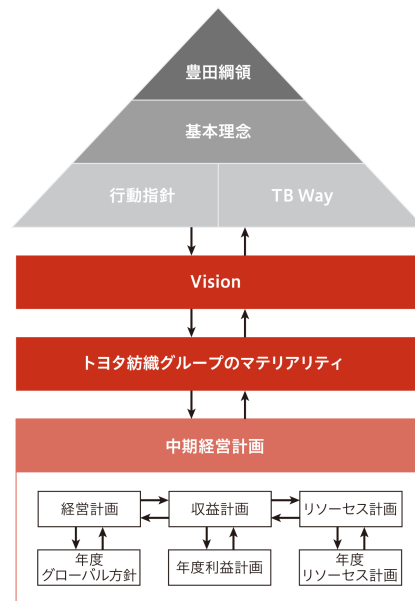 豊田綱領
基本理念
行動指針
TB Way
Vision
トヨタ紡織グループのマテリアリティ
中期経営計画
経営計画
収益計画
リソーセス計画
年度
グローバル方針
年度利益計画
年度
リソーセス計画